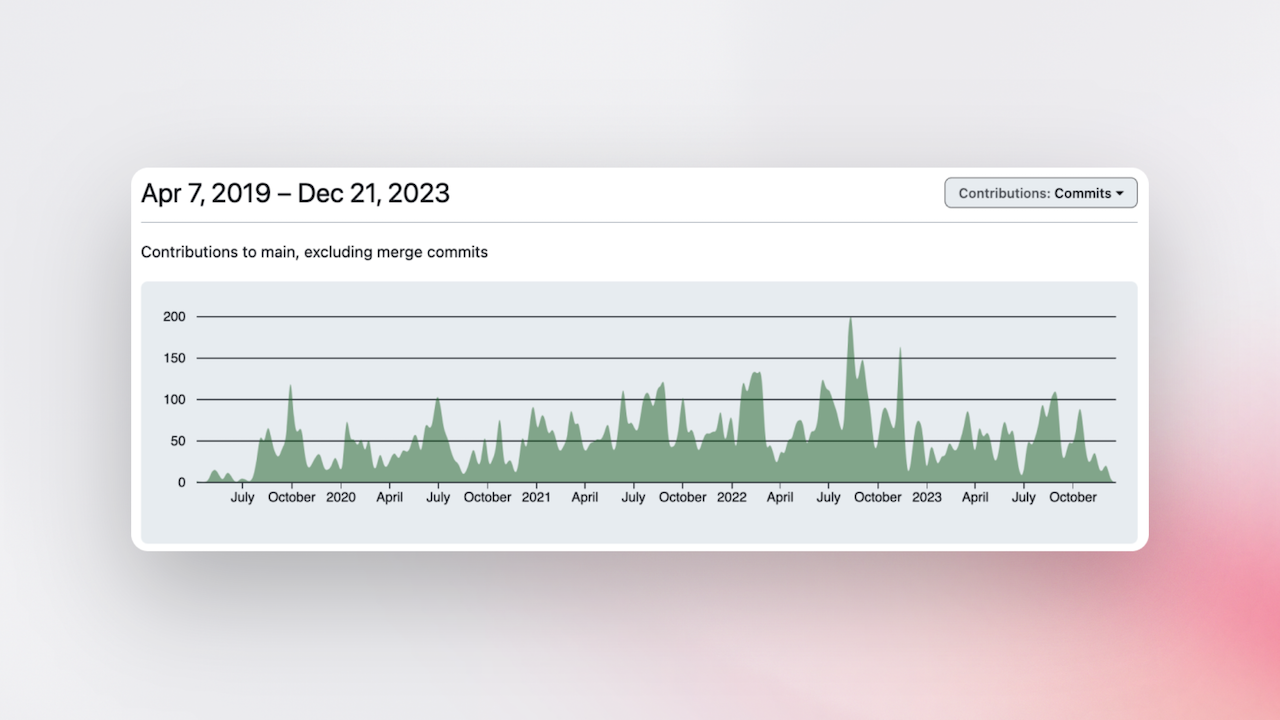 Apr 7, 2019 – Dec 21, 2023
Contributions: Commits
Contributions to main, excluding merge commits
200
150
100
50
0
July October 2020 April July October 2021 April July October 2022 April July October 2023 April July October